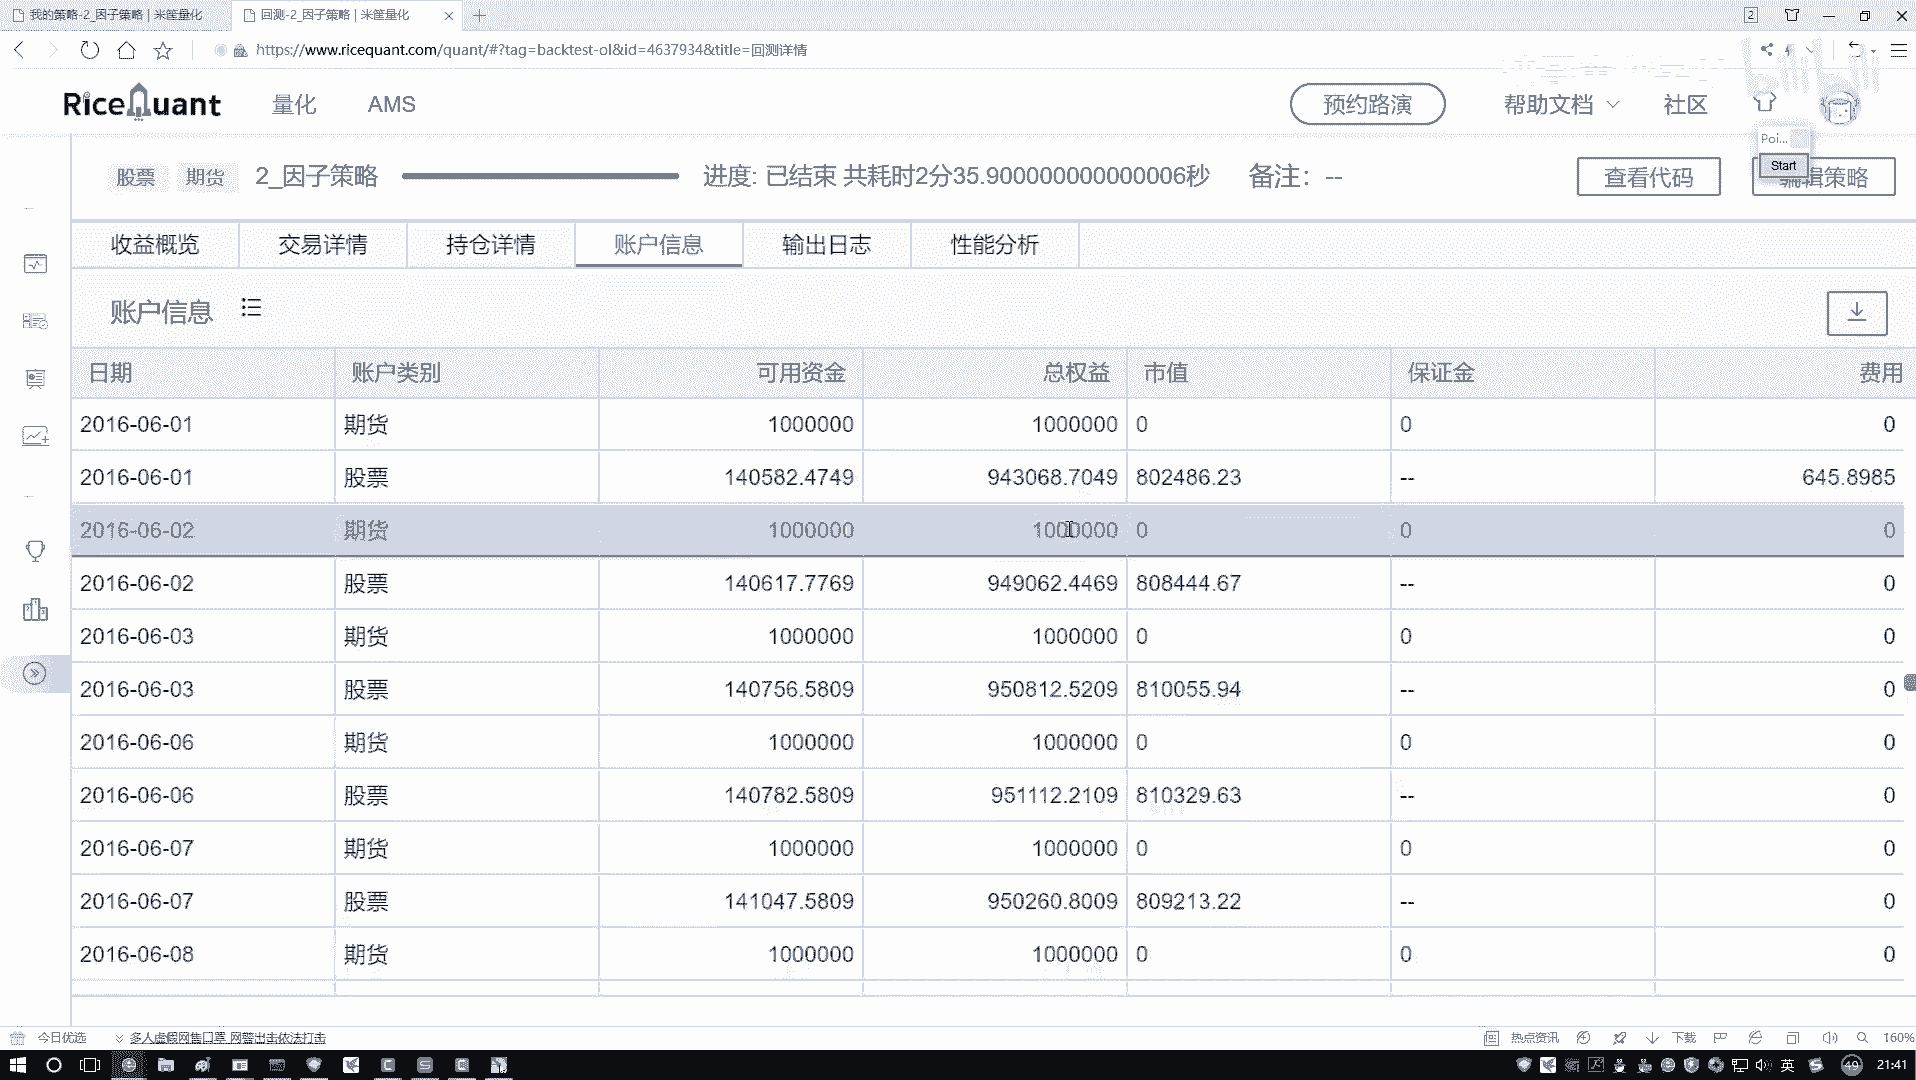 我的策略-2_因子策略 | 米筐量化
回测-2_因子策略 | 米筐量化
2
https://www.ricequant.com/quant/#?tag=backtest-ol&id=4637934&title=回测详情
RiceQuant 量化 AMS 预约路演 帮助文档 社区
Poi...
Start
股票 期货 2_因子策略 进度: 已结束 共耗时2分35.900000000000006秒 备注: -- 查看代码 编辑策略
收益概览 交易详情 持仓详情 账户信息 输出日志 性能分析
账户信息
日期 账户类别 可用资金 总权益 市值 保证金 费用
2016-06-01 期货 1000000 1000000 0 0 0
2016-06-01 股票 140582.4749 943068.7049 802486.23 -- 645.8985
2016-06-02 期货 1000000 1000000 0 0 0
2016-06-02 股票 140617.7769 949062.4469 808444.67 -- 0
2016-06-03 期货 1000000 1000000 0 0 0
2016-06-03 股票 140756.5809 950812.5209 810055.94 -- 0
2016-06-06 期货 1000000 1000000 0 0 0
2016-06-06 股票 140782.5809 951112.2109 810329.63 -- 0
2016-06-07 期货 1000000 1000000 0 0 0
2016-06-07 股票 141047.5809 950260.8009 809213.22 -- 0
2016-06-08 期货 1000000 1000000 0 0 0
今日优选 多人虚假网售口罩 网警出击依法打击 热点资讯 下载 160%
英 49 21:41